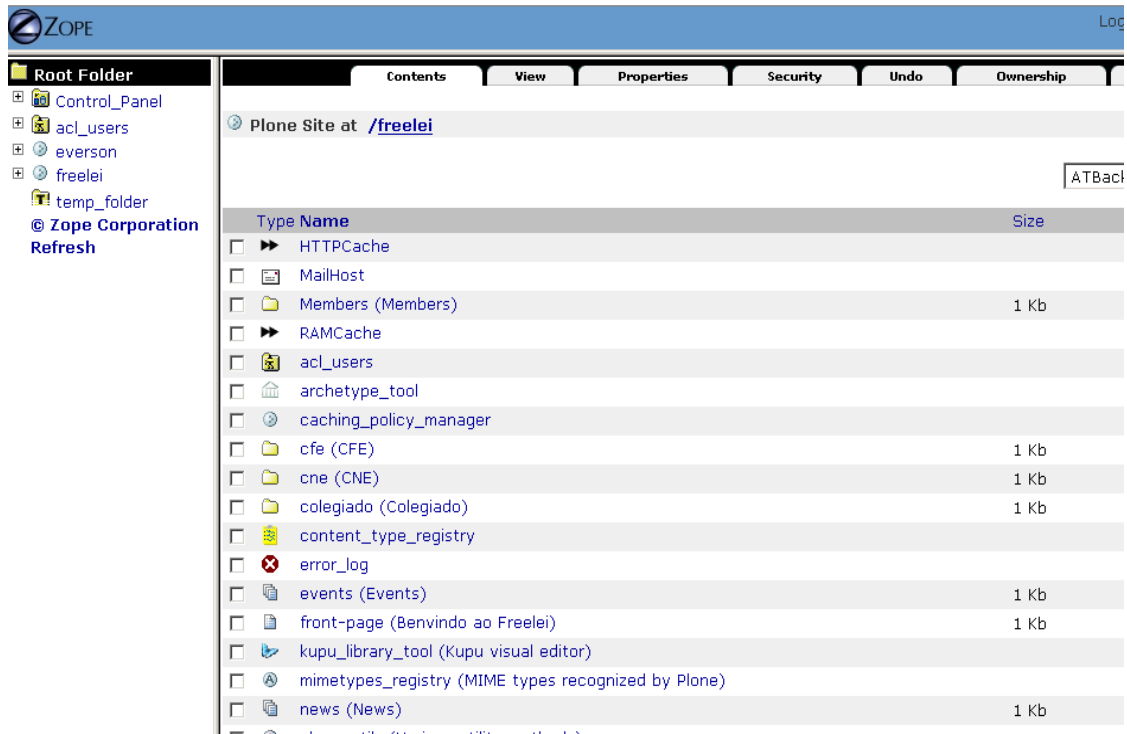 ZOPE
Log
Root Folder
Control_Panel
acl_users
everson
freelei
temp_folder
© Zope Corporation
Refresh
Contents View Properties Security Undo Ownership
Plone Site at /freelei
ATBack
Type Name Size
HTTPCache
MailHost
Members (Members) 1 Kb
RAMCache
acl_users
archetype_tool
caching_policy_manager
cfe (CFE) 1 Kb
cne (CNE) 1 Kb
colegiado (Colegiado) 1 Kb
content_type_registry
error_log
events (Events) 1 Kb
front-page (Benvindo ao Freelei) 1 Kb
kupu_library_tool (Kupu visual editor)
mimetypes_registry (MIME types recognized by Plone)
news (News) 1 Kb